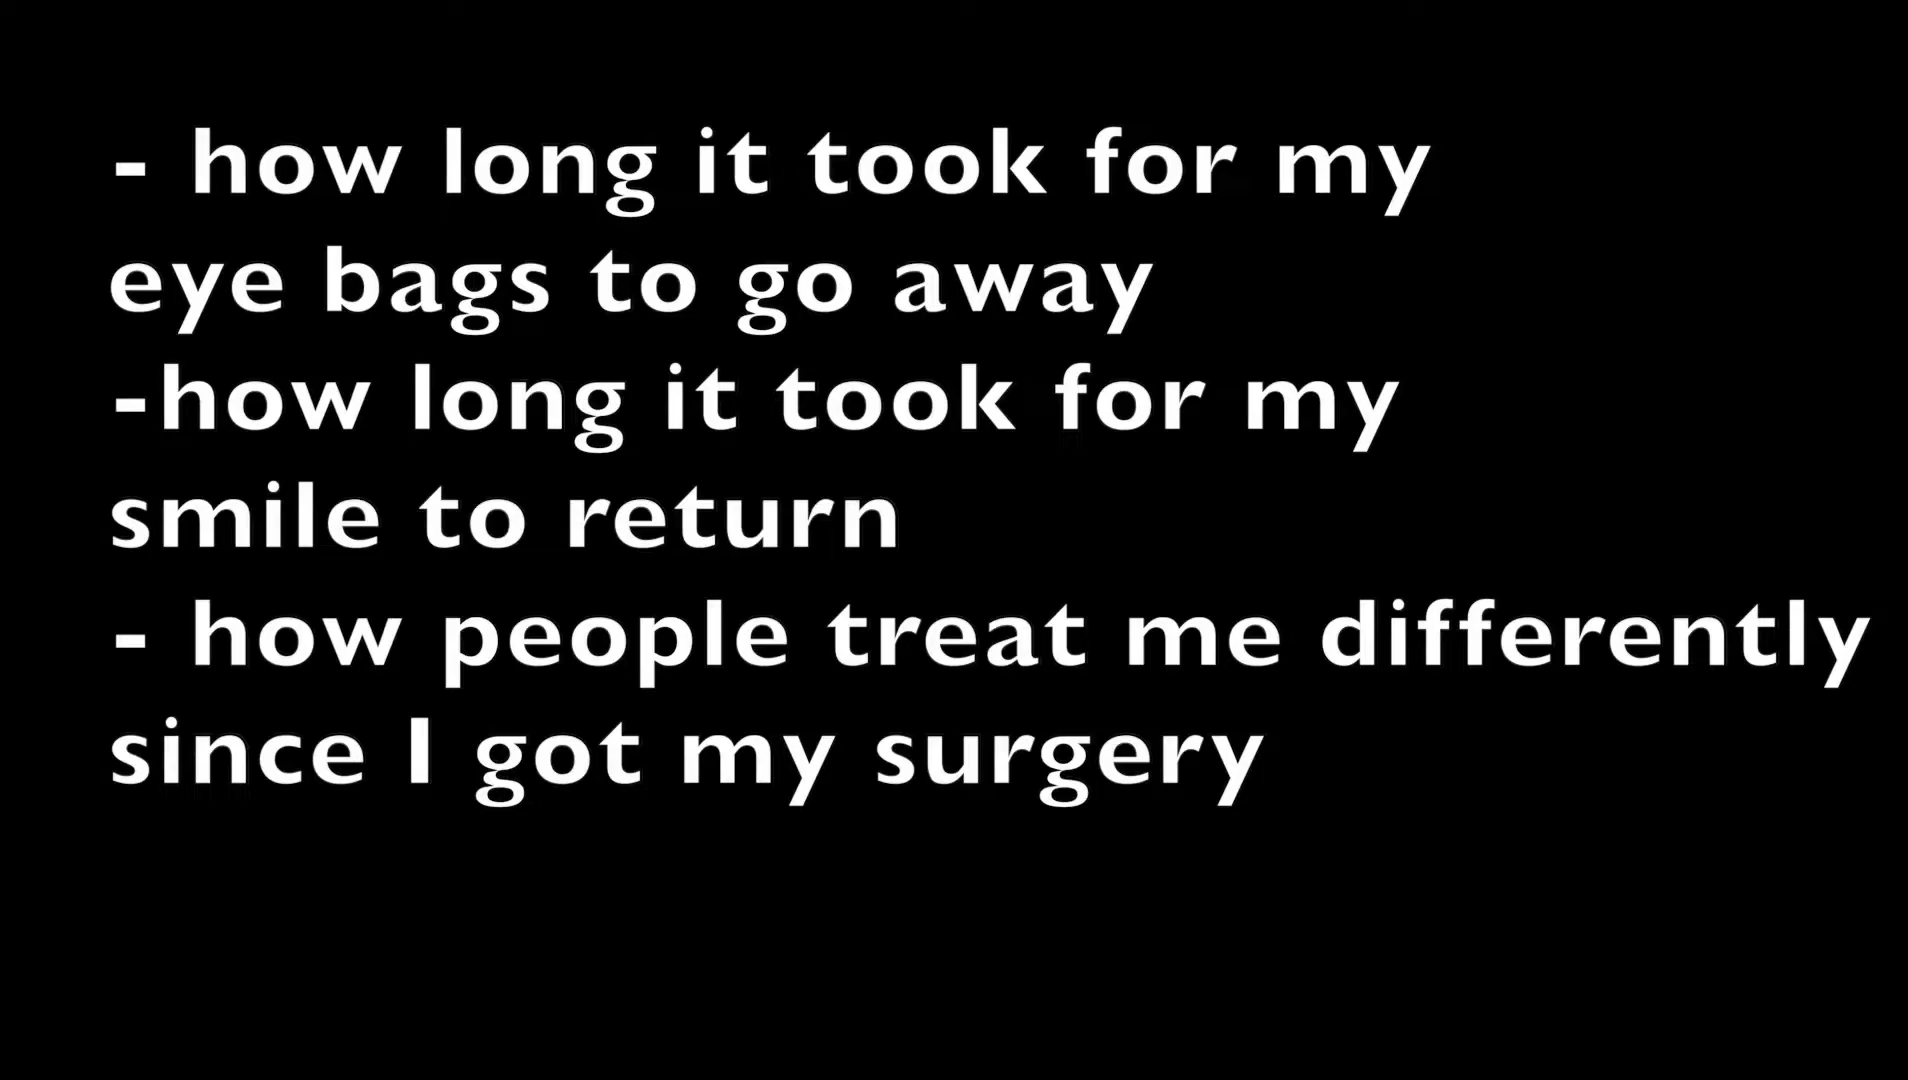 - how long it took for my
eye bags to go away
-how long it took for my
smile to return
- how people treat me differently
since I got my surgery